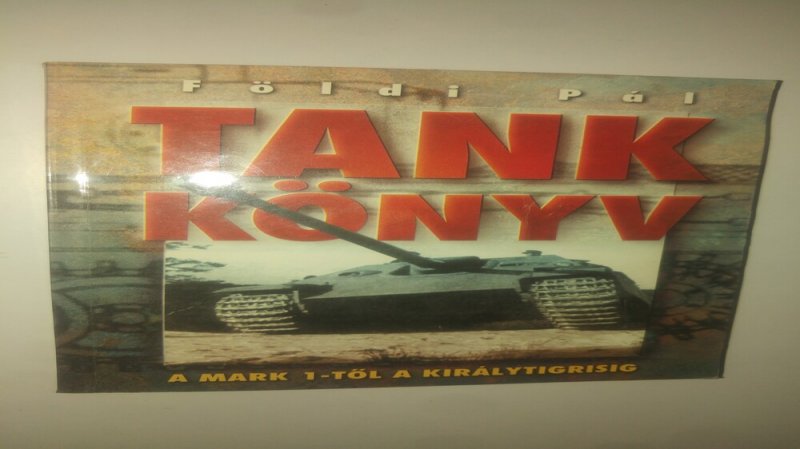 Földi Pál
TANK
KÖNYV
A MARK 1-TŐL A KIRÁLYTIGRISIG